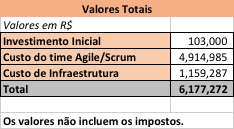 Valores Totais
Valores em R$
Investimento Inicial 103,000
Custo do time Agile/Scrum 4,914,985
Custo de Infraestrutura 1,159,287
Total 6,177,272
Os valores não incluem os impostos.